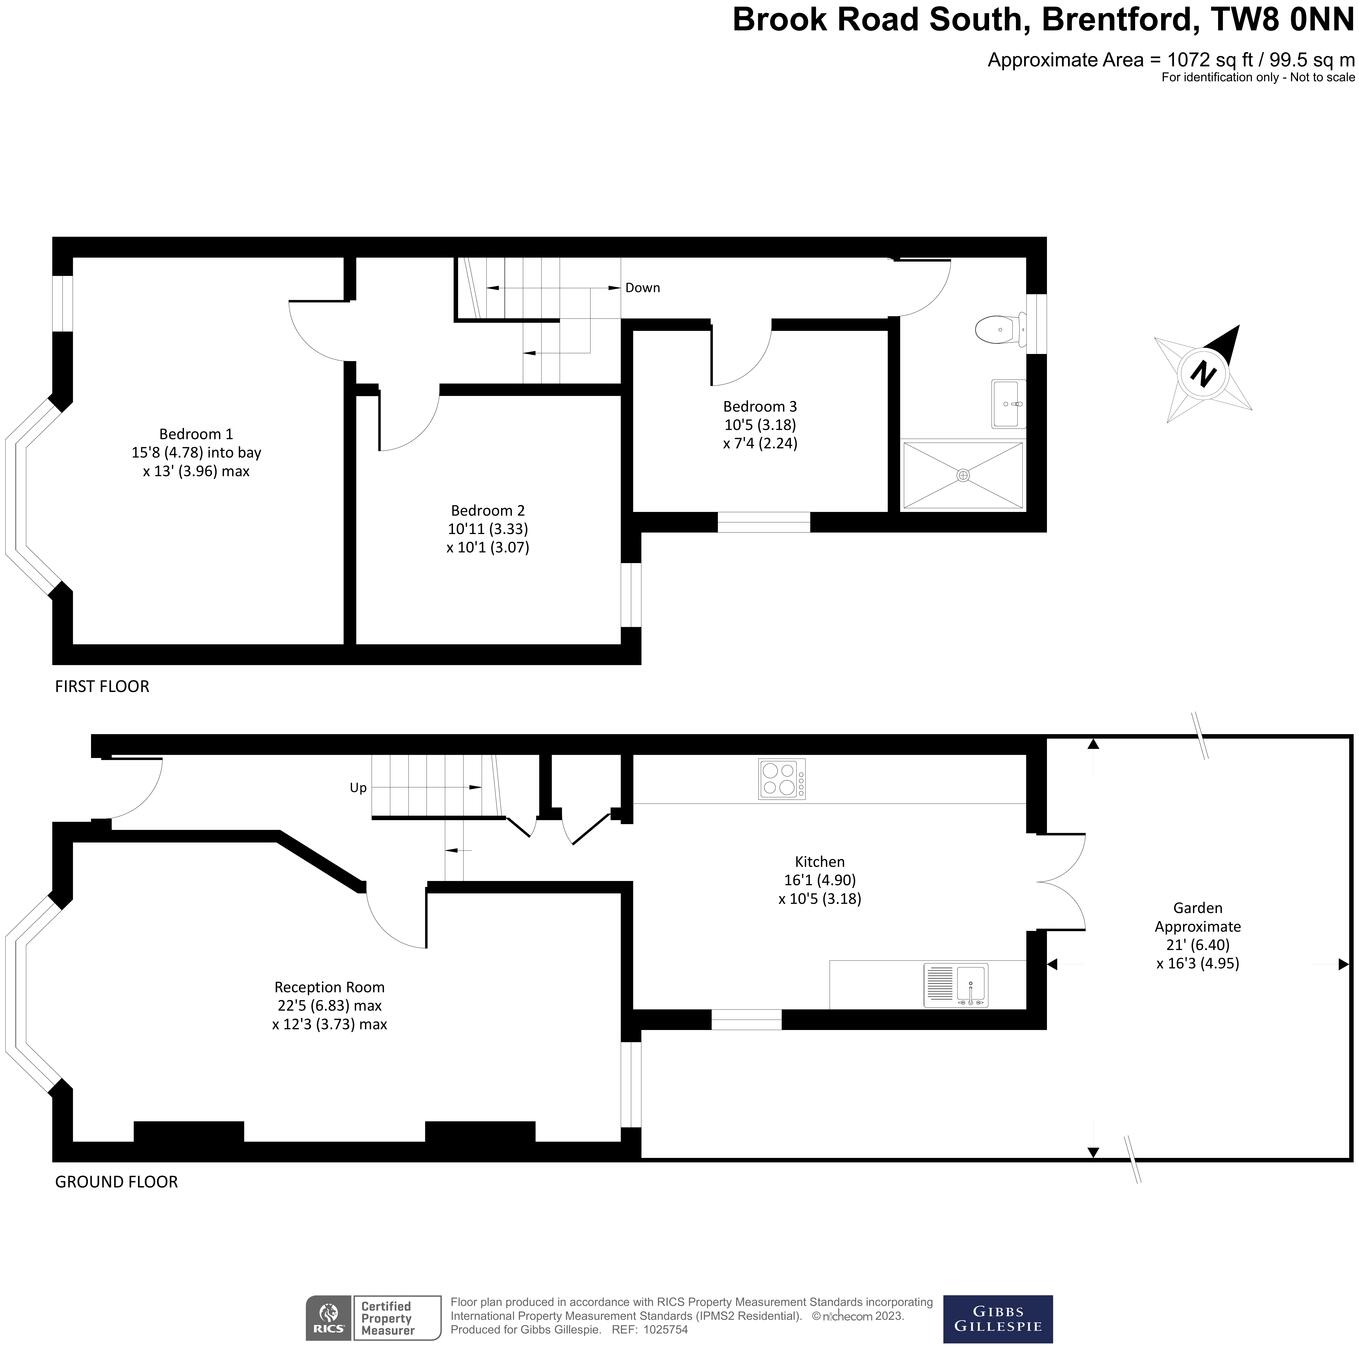 Brook Road South, Brentford, TW8 0NN
Approximate Area = 1072 sq ft / 99.5 sq m
For identification only - Not to scale
Down
Bedroom 1
15'8 (4.78) into bay
x 13' (3.96) max
Bedroom 3
10'5 (3.18)
x 7'4 (2.24)
N
Bedroom 2
10'11 (3.33)
x 10'1 (3.07)
FIRST FLOOR
Up
Kitchen
16'1 (4.90)
x 10'5 (3.18)
Garden
Approximate
21' (6.40)
x 16'3 (4.95)
Reception Room
22'5 (6.83) max
x 12'3 (3.73) max
GROUND FLOOR
RICS
Certified
Property
Measurer
Floor plan produced in accordance with RICS Property Measurement Standards incorporating
International Property Measurement Standards (IPMS2 Residential). © nichecom 2023.
Produced for Gibbs Gillespie. REF: 1025754
GIBBS
GILLESPIE